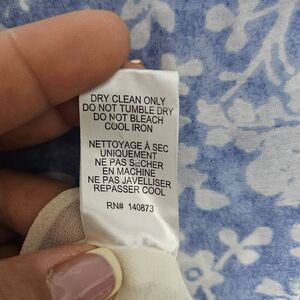 DRY CLEAN ONLY
DO NOT TUMBLE DRY
DO NOT BLEACH
COOL IRON
NETTOYAGE À SEC
UNIQUEMENT
NE PAS SÉCHER
EN MACHINE
NE PAS JAVELLISER
REPASSER COOL
RN# 140873